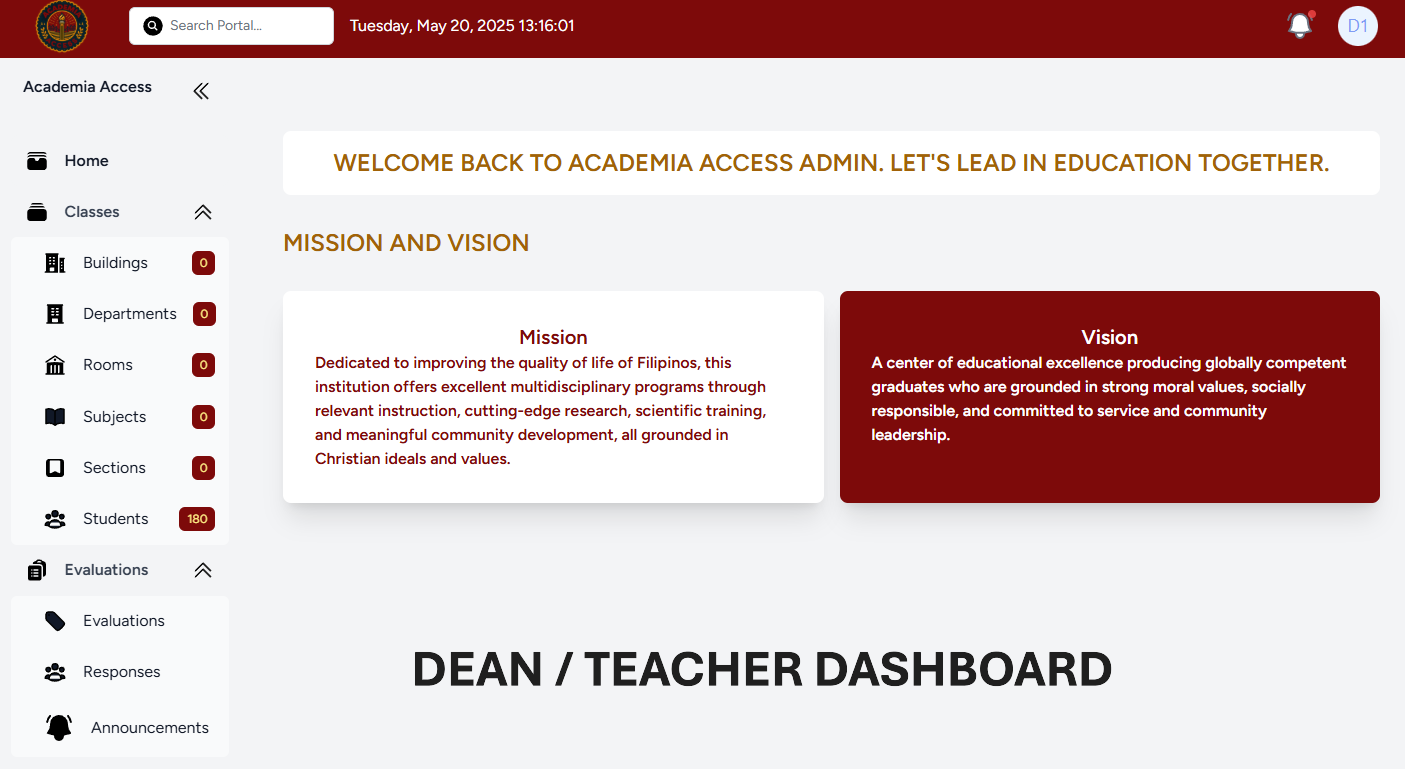 Search Portal...
Tuesday, May 20, 2025 13:16:01
D1
Academia Access
Home
Classes
Buildings 0
Departments 0
Rooms 0
Subjects 0
Sections 0
Students 180
Evaluations
Evaluations
Responses
Announcements
WELCOME BACK TO ACADEMIA ACCESS ADMIN. LET'S LEAD IN EDUCATION TOGETHER.
MISSION AND VISION
Mission
Dedicated to improving the quality of life of Filipinos, this
institution offers excellent multidisciplinary programs through
relevant instruction, cutting-edge research, scientific training,
and meaningful community development, all grounded in
Christian ideals and values.
Vision
A center of educational excellence producing globally competent
graduates who are grounded in strong moral values, socially
responsible, and committed to service and community
leadership.
DEAN / TEACHER DASHBOARD